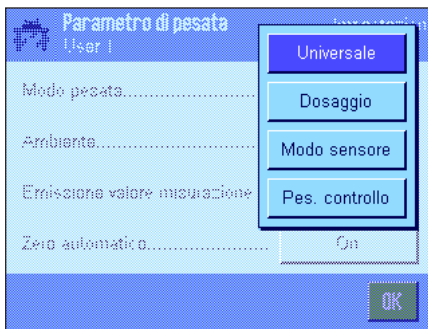 Parametro di pesata
User 1
Universale
Modo pesata
Dosaggio
Ambiente
Modo sensore
Emissione valore misurazione
Pes. controllo
Zero automatico
On
OK